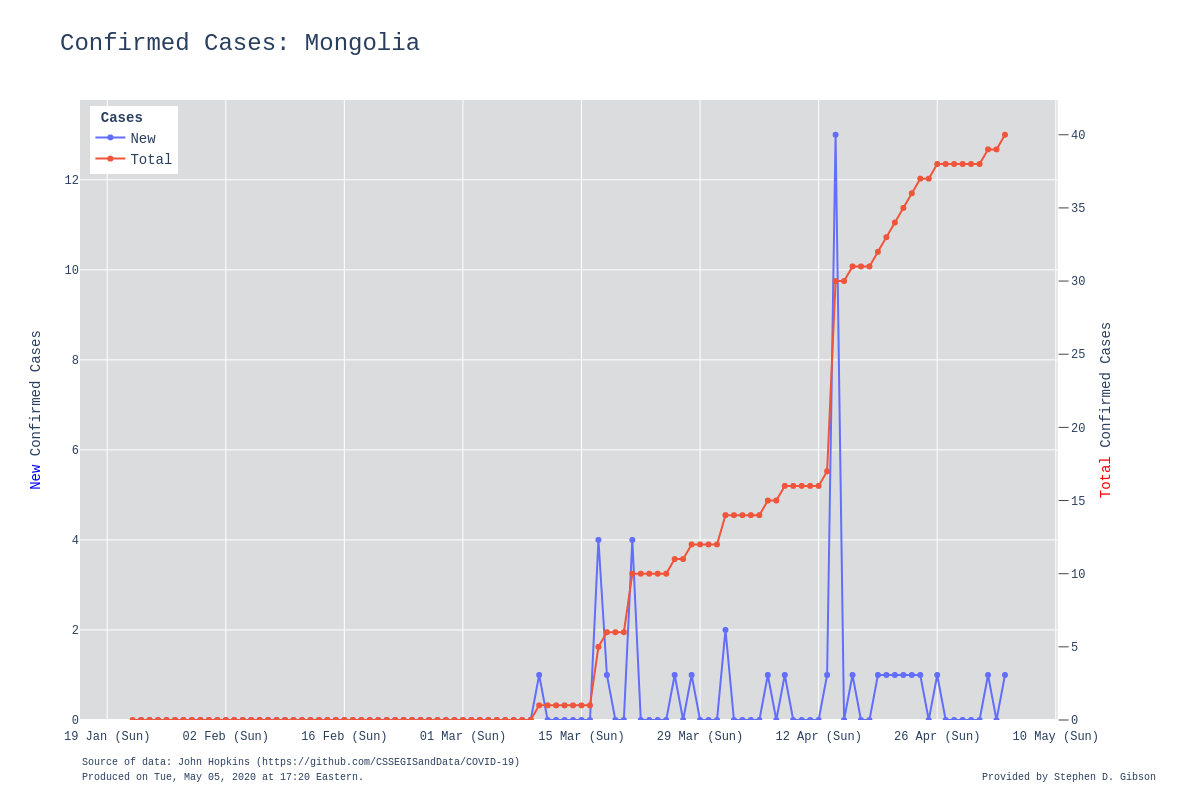 Confirmed Cases: Mongolia
Cases
New
Total
12
10
8
6
4
2
0
40
35
30
25
20
15
10
5
0
New Confirmed Cases
Total Confirmed Cases
19 Jan (Sun)
02 Feb (Sun)
16 Feb (Sun)
01 Mar (Sun)
15 Mar (Sun)
29 Mar (Sun)
12 Apr (Sun)
26 Apr (Sun)
10 May (Sun)
Source of data: John Hopkins (https://github.com/CSSEGISandData/COVID-19)
Produced on Tue, May 05, 2020 at 17:20 Eastern.
Provided by Stephen D. Gibson